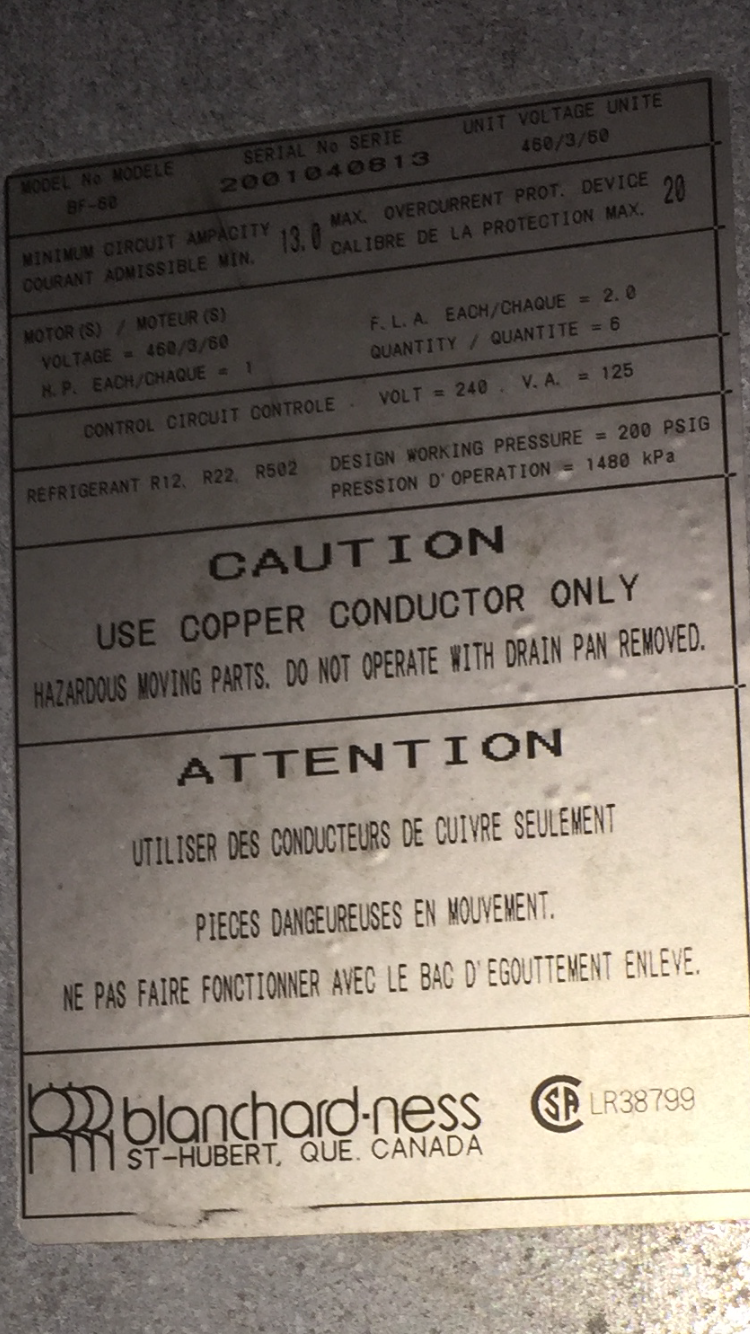 MODEL No MODELE SERIAL No SERIE UNIT VOLTAGE UNITE
BF-60 2001040613 460/3/60
MINIMUM CIRCUIT AMPACITY 13.0 MAX. OVERCURRENT PROT. DEVICE 20
COURANT ADMISSIBLE MIN. CALIBRE DE LA PROTECTION MAX.
MOTOR(S) / MOTEUR(S)
VOLTAGE = 460/3/60 F.L.A. EACH/CHAQUE = 2.0
H.P. EACH/CHAQUE = 1 QUANTITY / QUANTITE = 6
CONTROL CIRCUIT CONTROLE . VOLT = 240 . V.A. = 125
REFRIGERANT R12, R22, R502 DESIGN WORKING PRESSURE = 200 PSIG
PRESSION D'OPERATION = 1480 kPa
CAUTION
USE COPPER CONDUCTOR ONLY
HAZARDOUS MOVING PARTS. DO NOT OPERATE WITH DRAIN PAN REMOVED.
ATTENTION
UTILISER DES CONDUCTEURS DE CUIVRE SEULEMENT
PIECES DANGEUREUSES EN MOUVEMENT.
NE PAS FAIRE FONCTIONNER AVEC LE BAC D'EGOUTTEMENT ENLEVE.
blanchard-ness SA LR38799
ST-HUBERT, QUE. CANADA